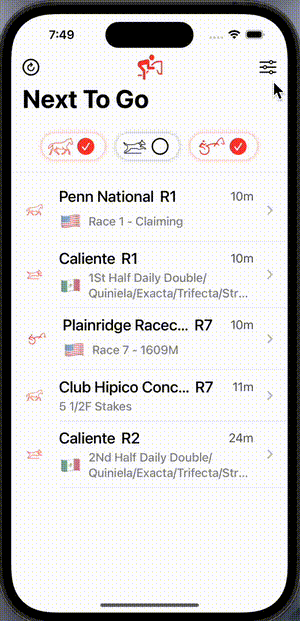 7:49
Next To Go
Penn National R1
10m
Race 1 - Claiming
Caliente R1
10m
1St Half Daily Double/
Quiniela/Exacta/Trifecta/Str...
Plainridge Racec... R7
10m
Race 7 - 1609M
Club Hipico Conc... R7
11m
5 1/2F Stakes
Caliente R2
24m
2Nd Half Daily Double/
Quiniela/Exacta/Trifecta/Str...